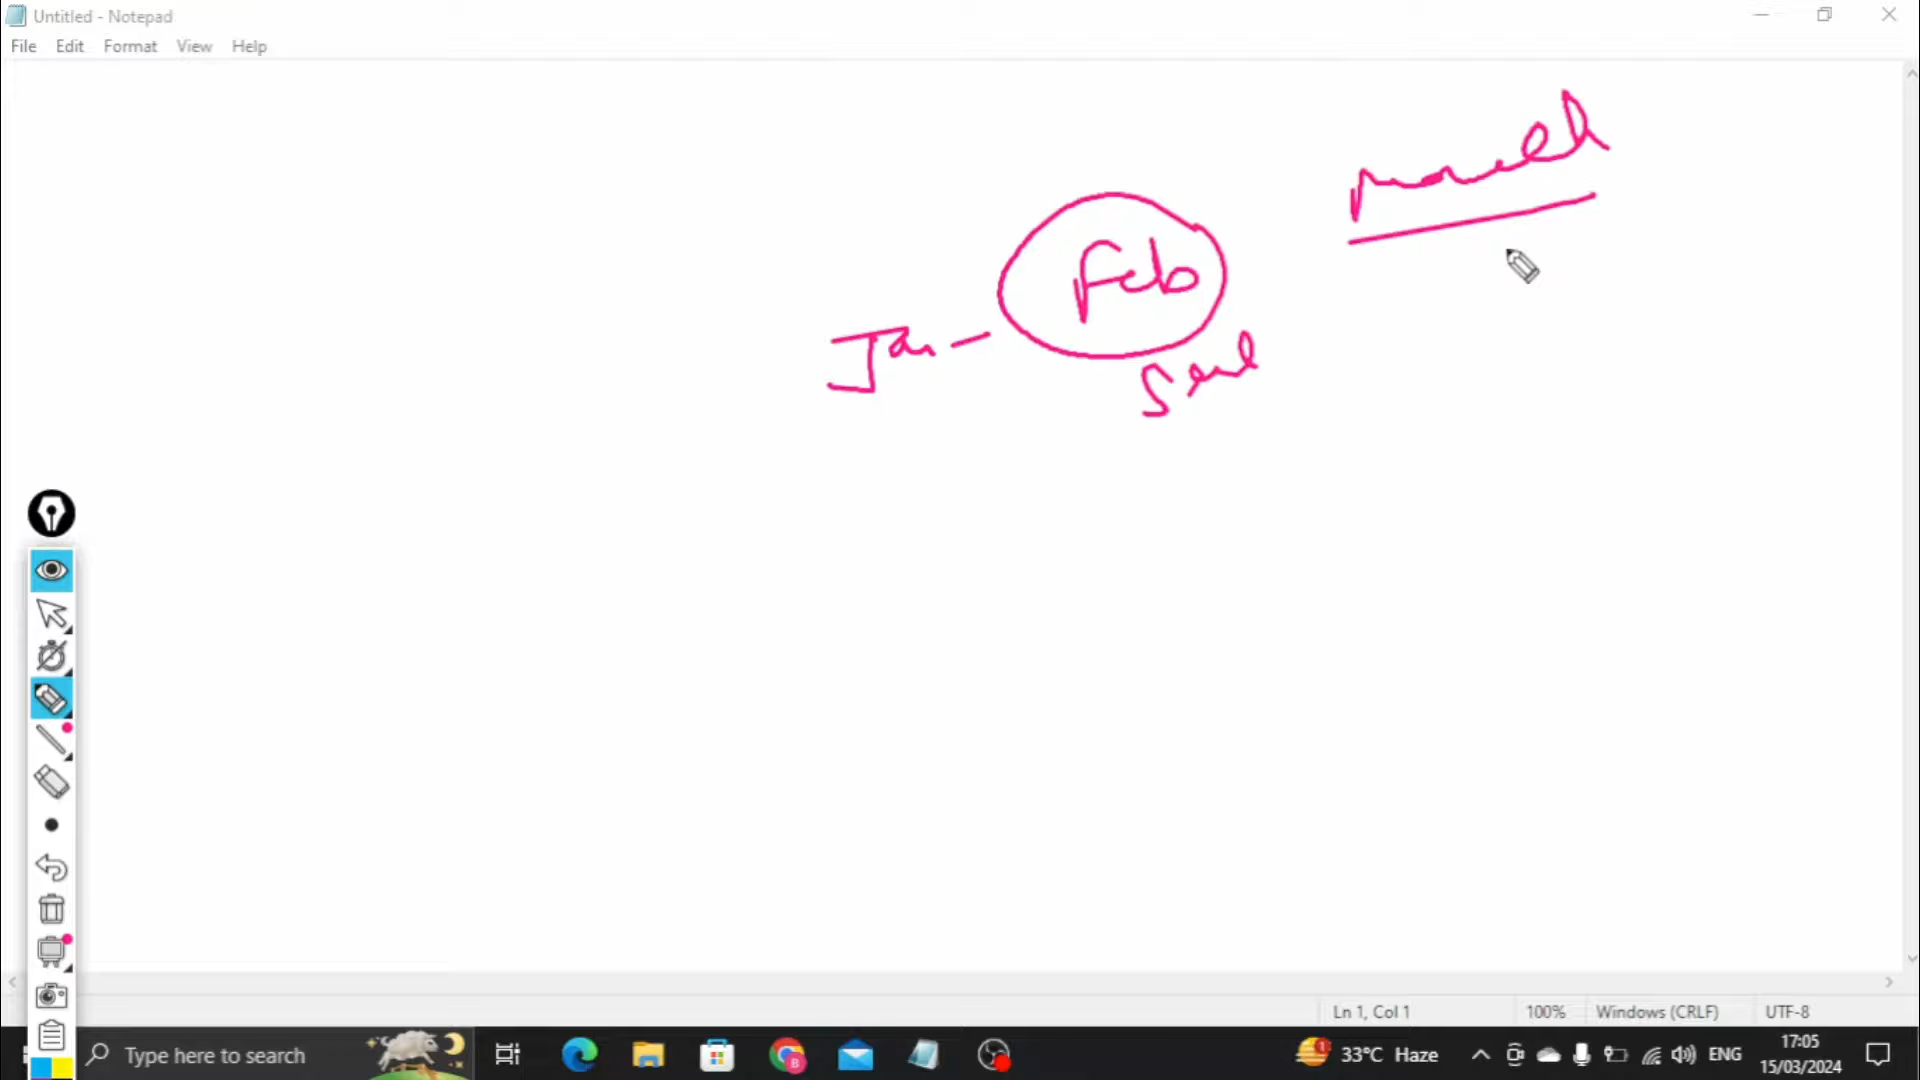 Untitled - Notepad
File Edit Format View Help
March
Feb
Jan -
Ln 1, Col 1 100% Windows (CRLF) UTF-8
Type here to search
B
1
33°C Haze
ENG
17:05
15/03/2024